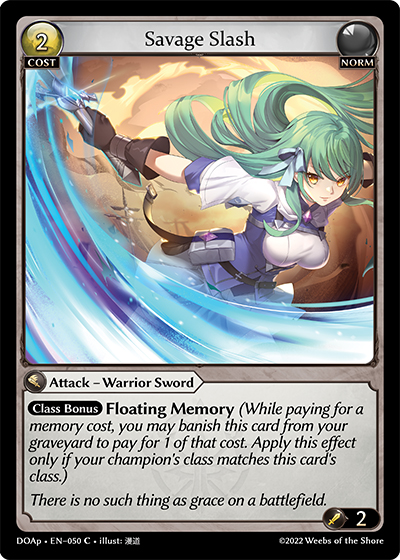 2
Savage Slash
COST
NORM
Attack – Warrior Sword
Class Bonus Floating Memory (While paying for a
memory cost, you may banish this card from your
graveyard to pay for 1 of that cost. Apply this effect
only if your champion's class matches this card's
class.)
There is no such thing as grace on a battlefield.
2
DOAp • EN-050 C • illust: 漫道
©2022 Weebs of the Shore